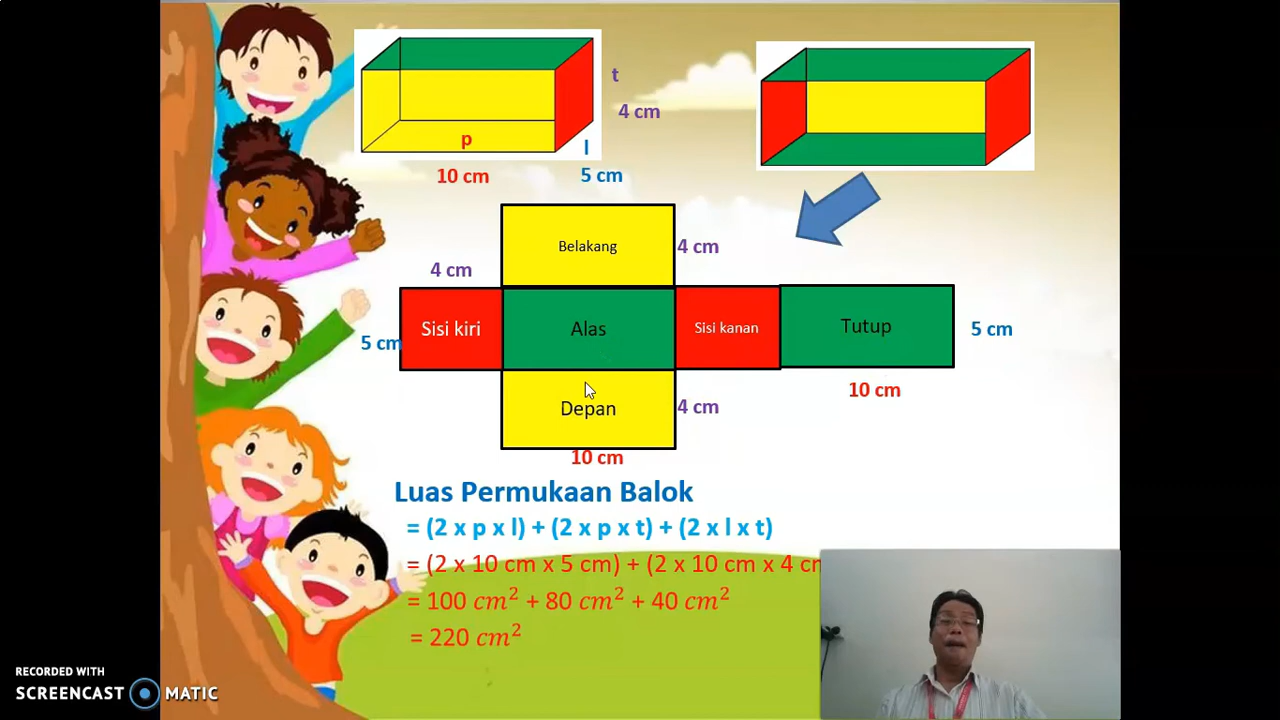 t
4 cm
p
l
10 cm
5 cm
Belakang
4 cm
4 cm
Sisi kiri
Alas
Sisi kanan
Tutup
5 cm
5 cm
Depan
4 cm
10 cm
10 cm
Luas Permukaan Balok
= (2 x p x l) + (2 x p x t) + (2 x l x t)
= (2 x 10 cm x 5 cm) + (2 x 10 cm x 4 cm
= 100 cm² + 80 cm² + 40 cm²
= 220 cm²
RECORDED WITH
SCREENCAST MATIC